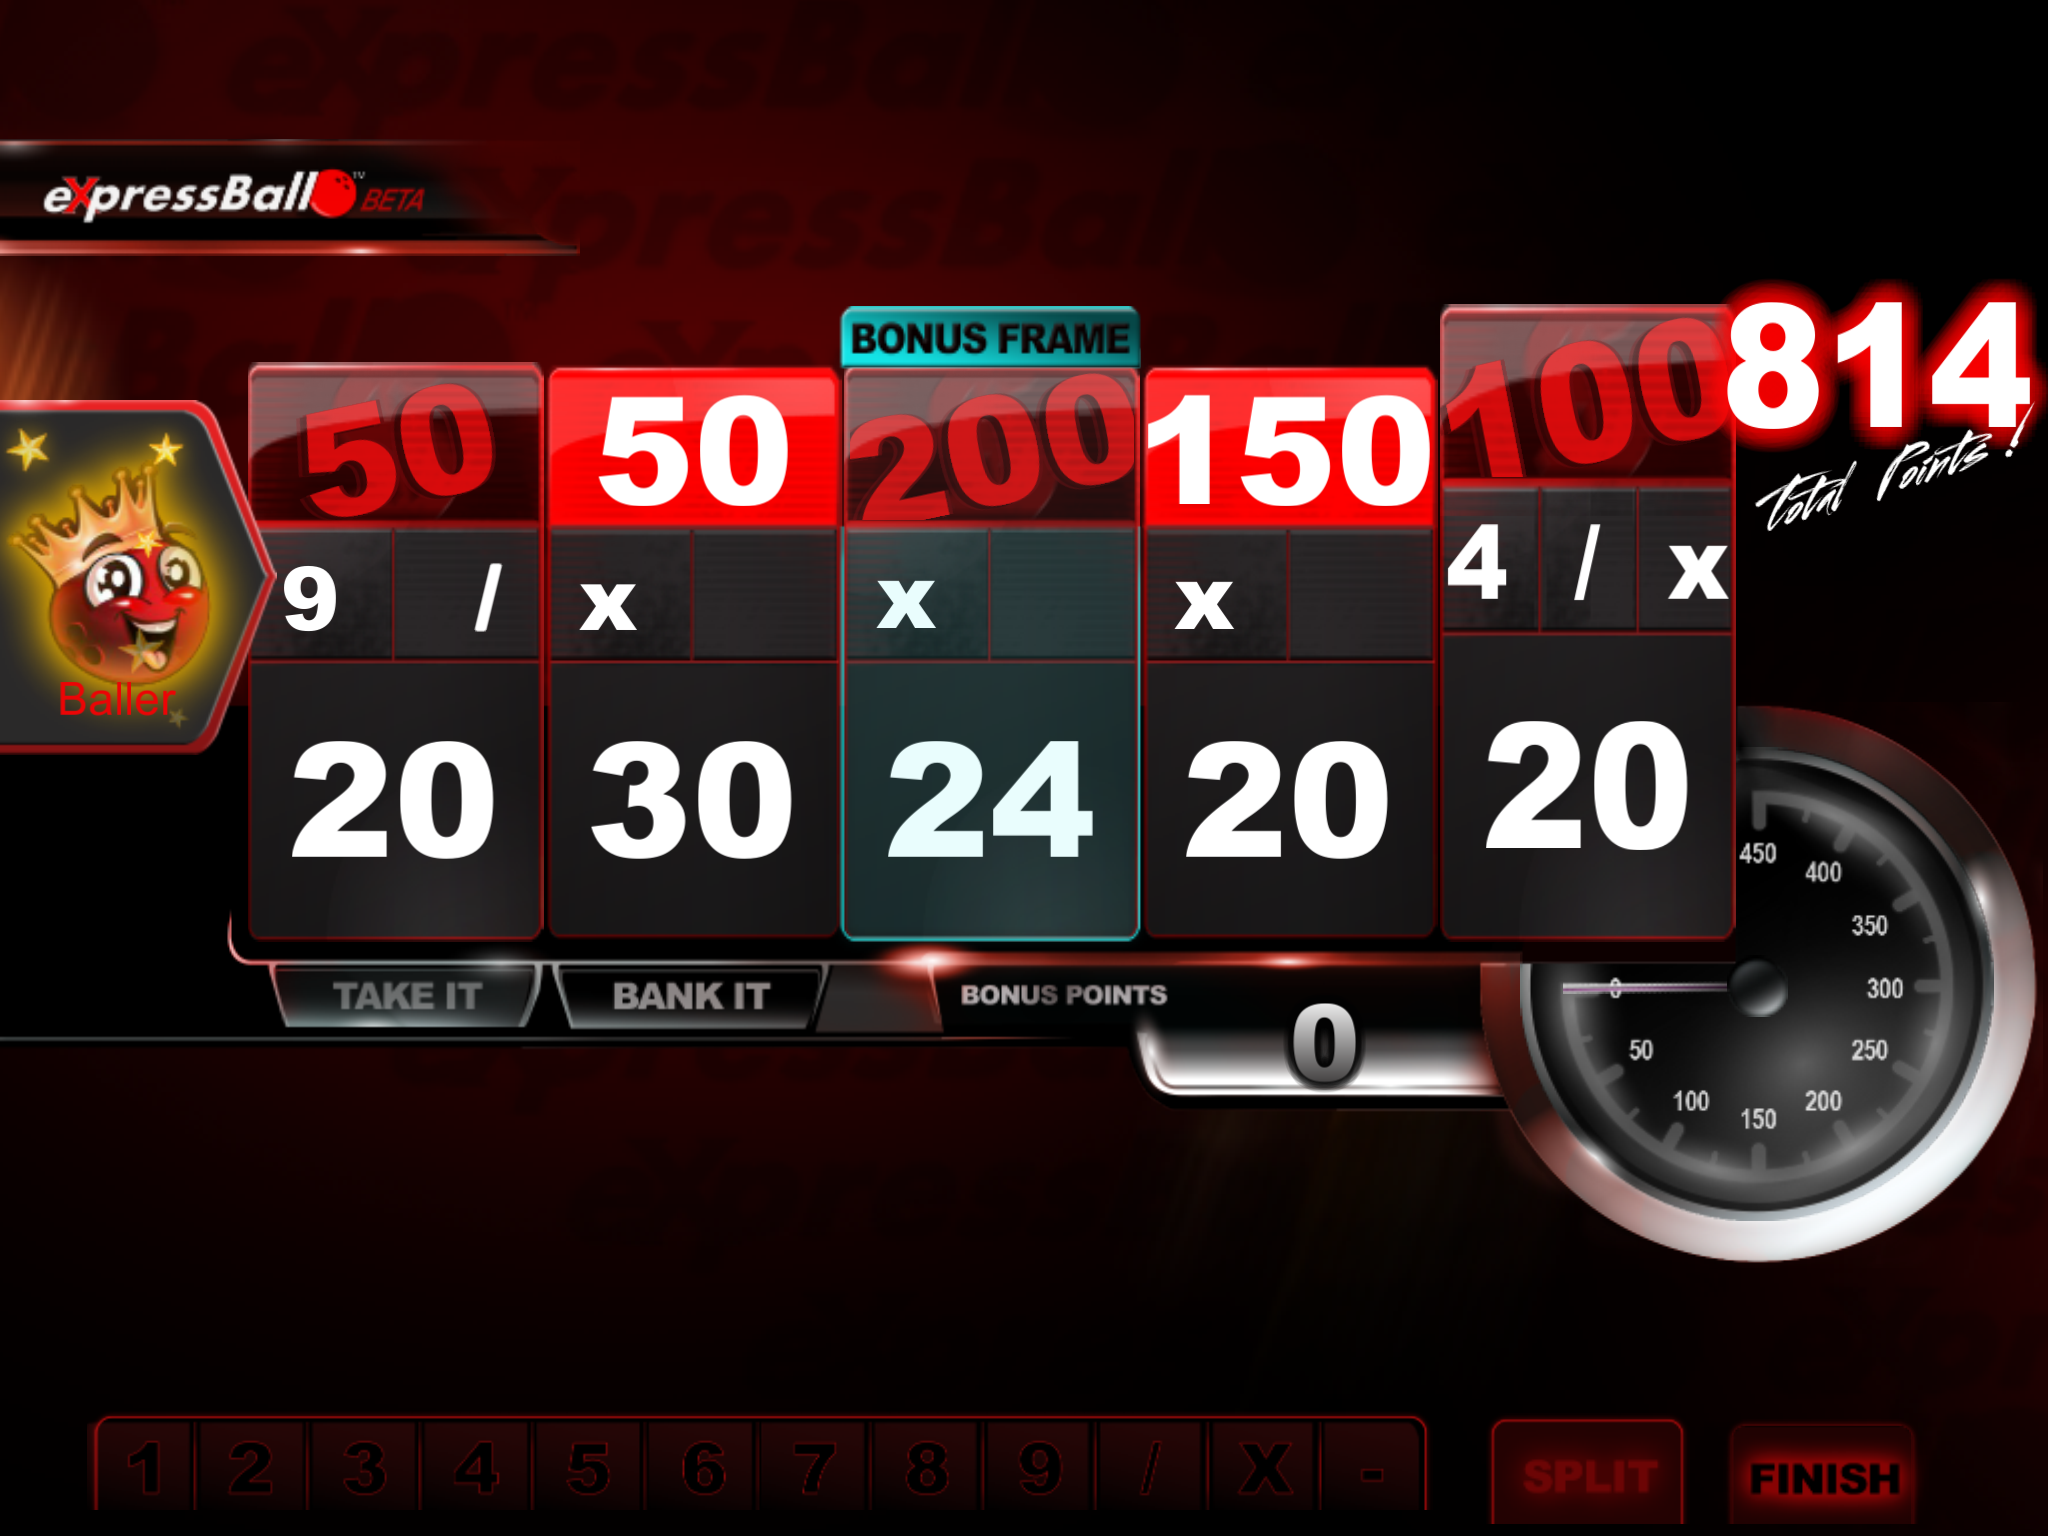 eXpressBall
eXpressBall
eXpressBall™ BETA
BONUS FRAME
50 50 200 150 100
814
Total Points!
9 / x x x 4 / x
Baller
20 30 24 20 20
TAKE IT BANK IT BONUS POINTS
0
450
400
350
300
250
200
150
100
50
0
1 2 3 4 5 6 7 8 9 / X -
SPLIT FINISH